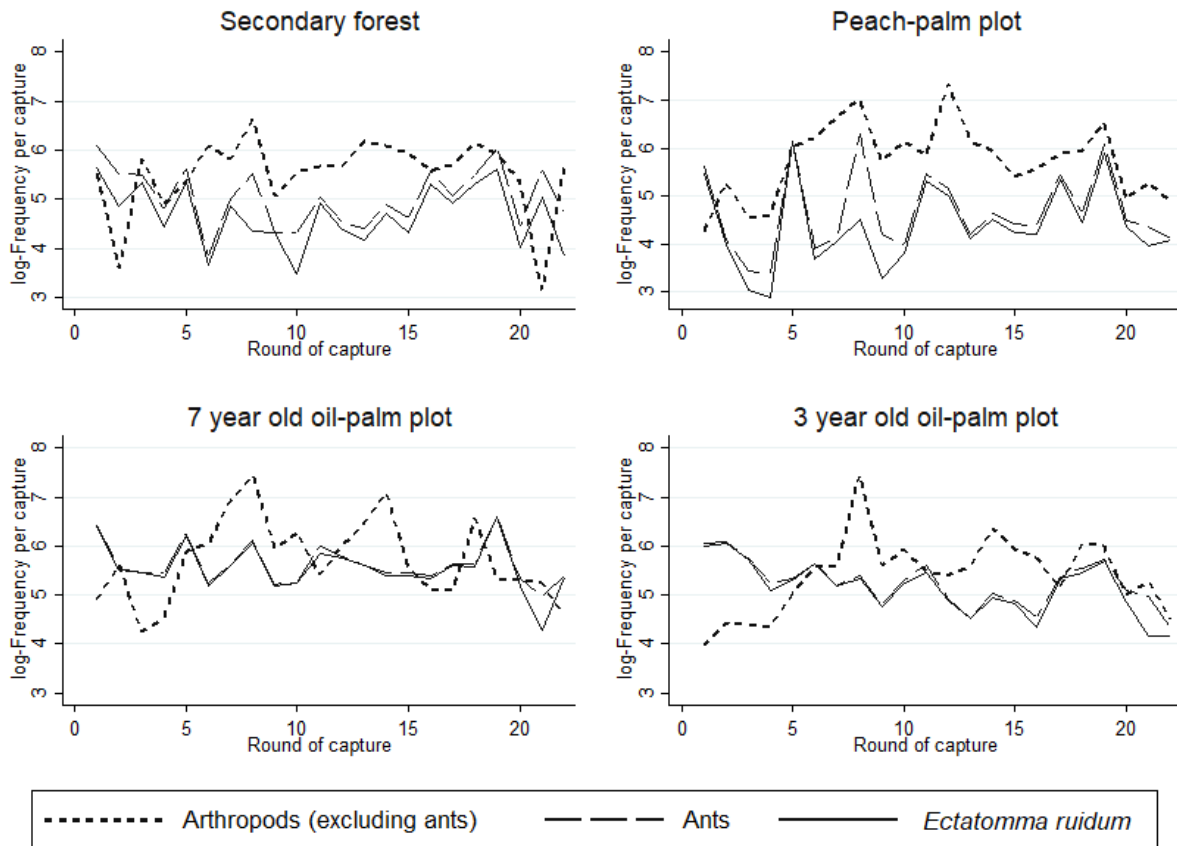 Secondary forest
log-Frequency per capture
8
7
6
5
4
3
0 5 10 15 20
Round of capture
Peach-palm plot
log-Frequency per capture
8
7
6
5
4
3
0 5 10 15 20
Round of capture
7 year old oil-palm plot
log-Frequency per capture
8
7
6
5
4
3
0 5 10 15 20
Round of capture
3 year old oil-palm plot
log-Frequency per capture
8
7
6
5
4
3
0 5 10 15 20
Round of capture
Arthropods (excluding ants) Ants Ectatomma ruidum